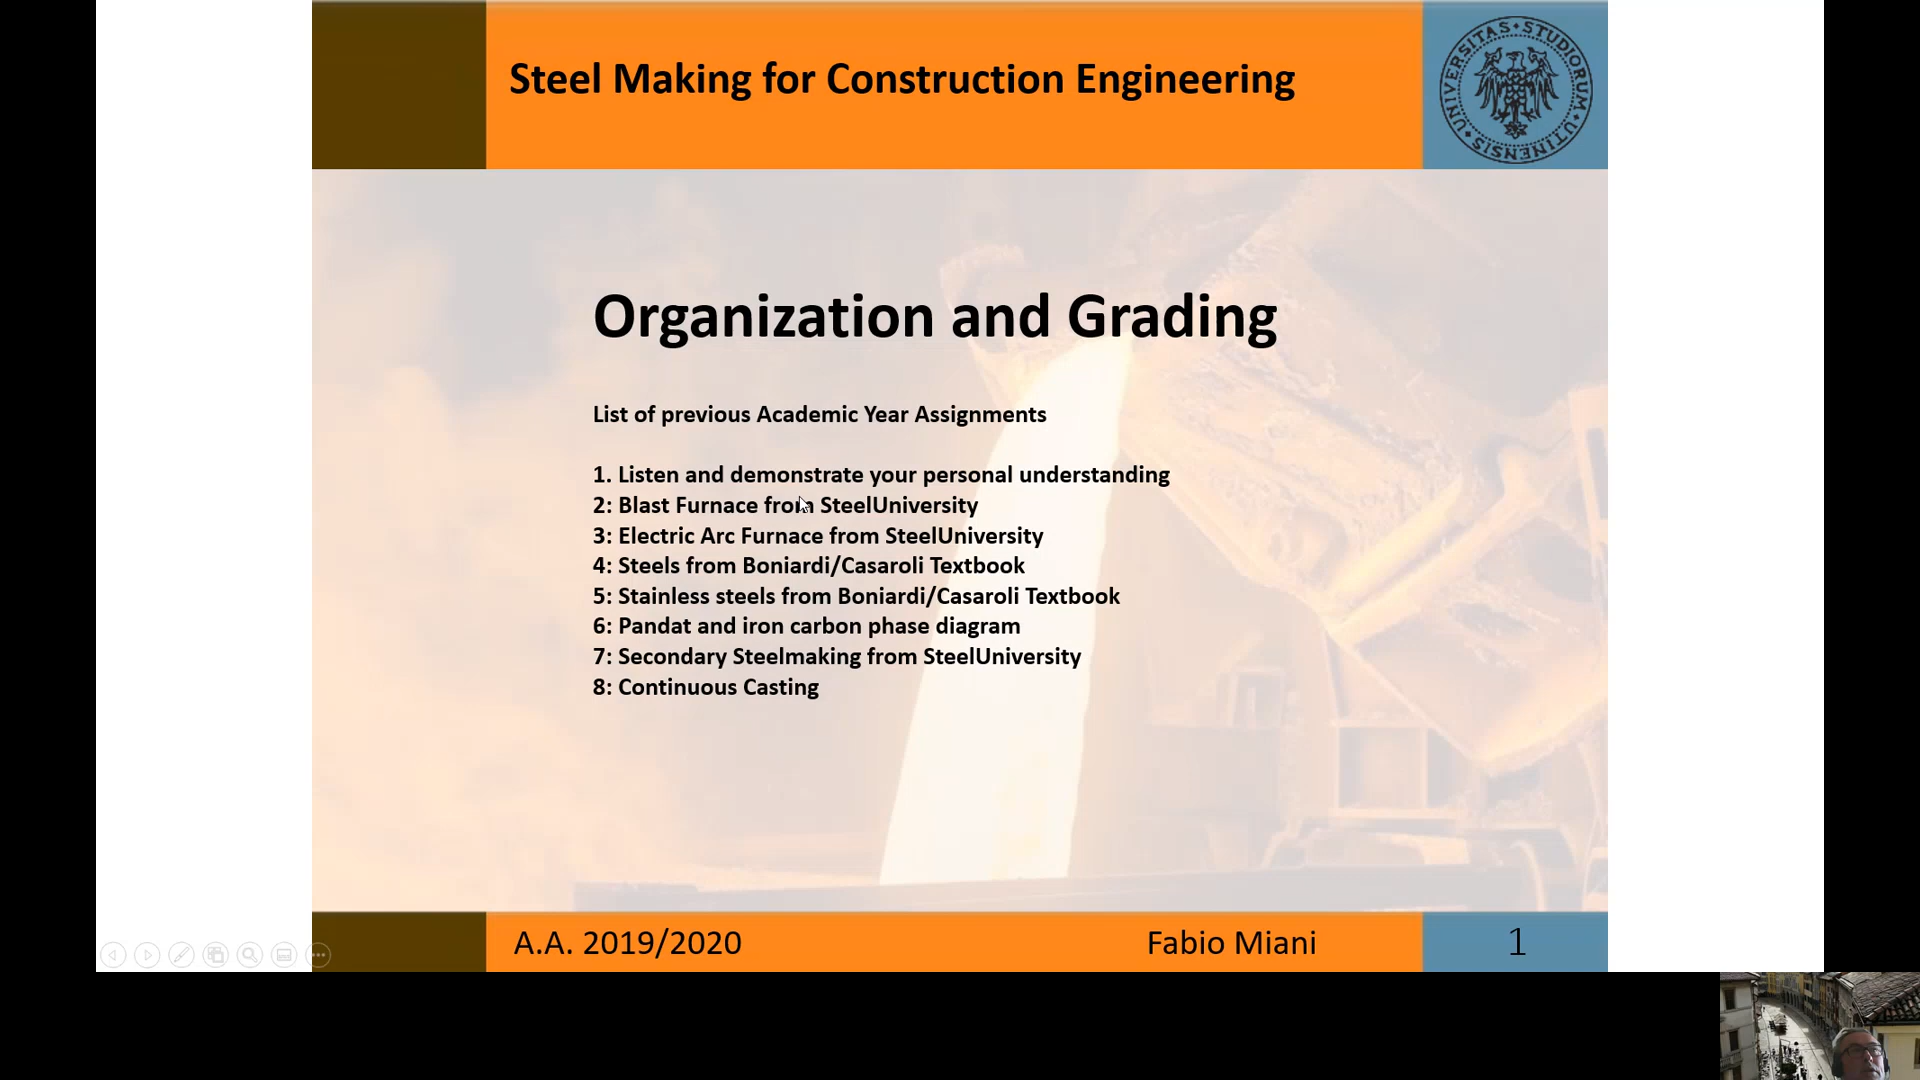 Steel Making for Construction Engineering
UNIVERSITAS STUDIORUM UTINENSIS
Organization and Grading
List of previous Academic Year Assignments
1. Listen and demonstrate your personal understanding
2: Blast Furnace from SteelUniversity
3: Electric Arc Furnace from SteelUniversity
4: Steels from Boniardi/Casaroli Textbook
5: Stainless steels from Boniardi/Casaroli Textbook
6: Pandat and iron carbon phase diagram
7: Secondary Steelmaking from SteelUniversity
8: Continuous Casting
A.A. 2019/2020
Fabio Miani
1